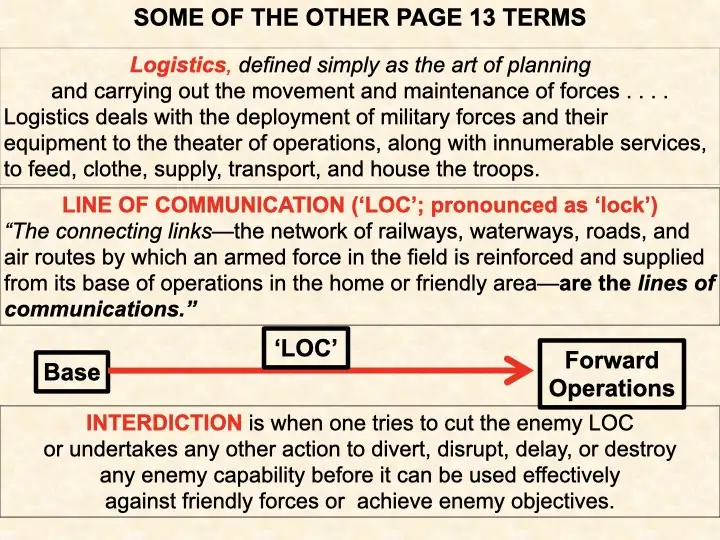 SOME OF THE OTHER PAGE 13 TERMS
Logistics, defined simply as the art of planning
and carrying out the movement and maintenance of forces . . . .
Logistics deals with the deployment of military forces and their
equipment to the theater of operations, along with innumerable services,
to feed, clothe, supply, transport, and house the troops.
LINE OF COMMUNICATION (‘LOC’; pronounced as ‘lock’)
“The connecting links—the network of railways, waterways, roads, and
air routes by which an armed force in the field is reinforced and supplied
from its base of operations in the home or friendly area—are the lines of
communications.”
‘LOC’
Base
Forward
Operations
INTERDICTION is when one tries to cut the enemy LOC
or undertakes any other action to divert, disrupt, delay, or destroy
any enemy capability before it can be used effectively
against friendly forces or  achieve enemy objectives.